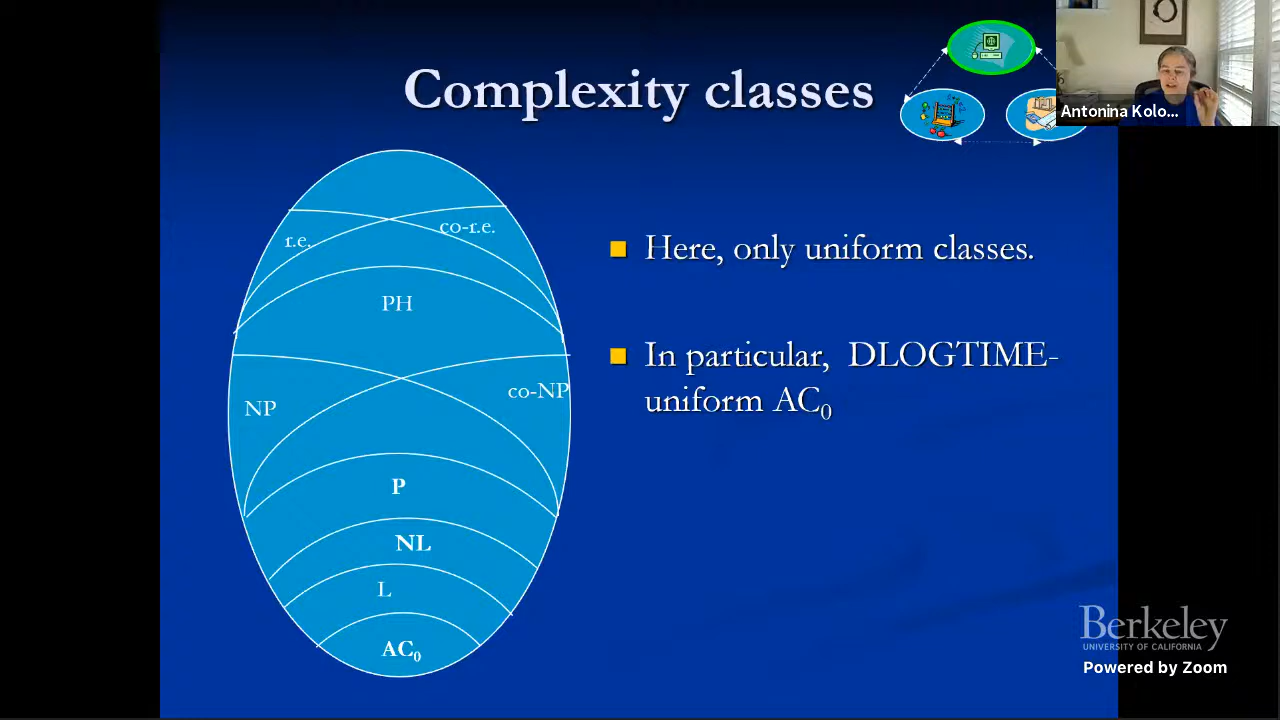 Complexity classes
Antonina Kolo...
r.e.
co-r.e.
PH
NP
co-NP
P
NL
L
AC₀
Here, only uniform classes.
In particular, DLOGTIME-
uniform AC₀
Berkeley
UNIVERSITY OF CALIFORNIA
Powered by Zoom